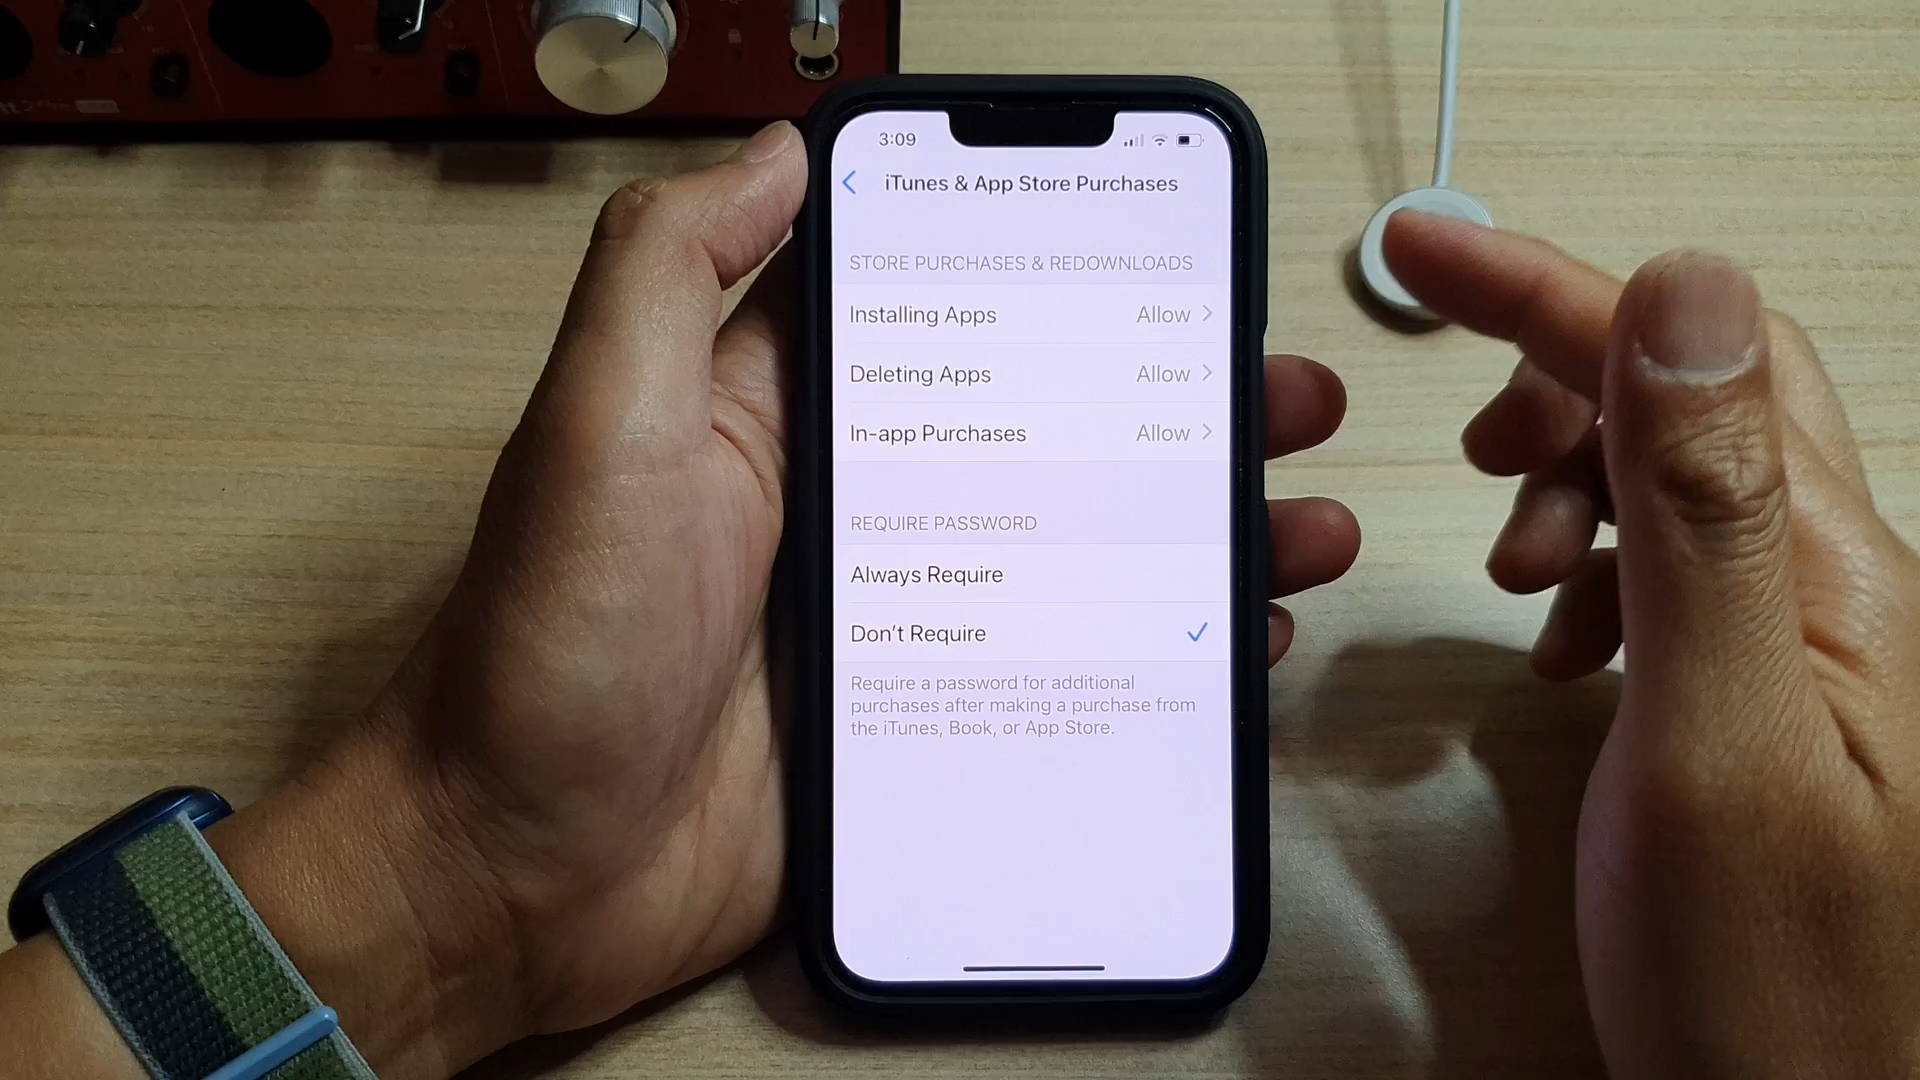 3:09
iTunes & App Store Purchases
STORE PURCHASES & REDOWNLOADS
Installing Apps Allow
Deleting Apps Allow
In-app Purchases Allow
REQUIRE PASSWORD
Always Require
Don't Require
Require a password for additional
purchases after making a purchase from
the iTunes, Book, or App Store.